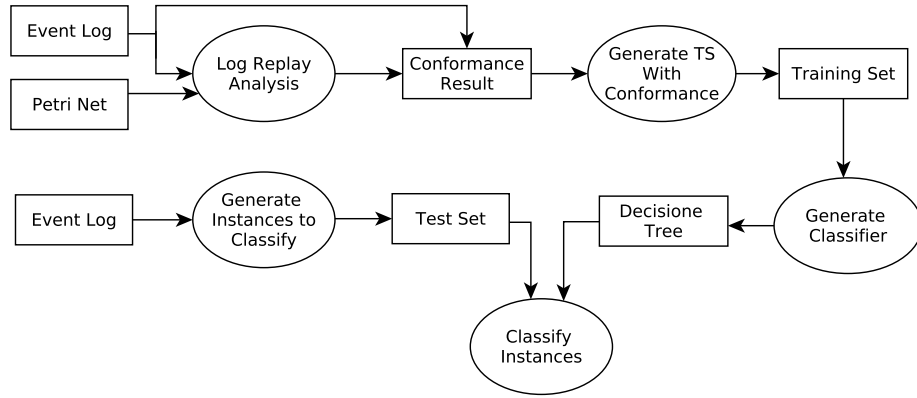 Event Log
Log Replay
Analysis
Conformance
Result
Generate TS
With
Conformance
Training Set
Petri Net
Event Log
Generate
Instances to
Classify
Test Set
Decisione
Tree
Generate
Classifier
Classify
Instances